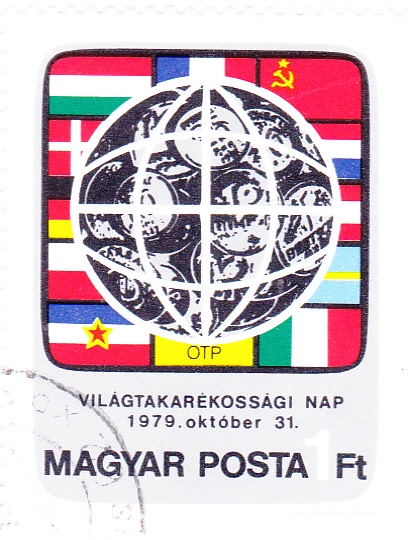 OTP
VILÁGTAKARÉKOSSÁGI NAP
1979. október 31.
MAGYAR POSTA 1 Ft